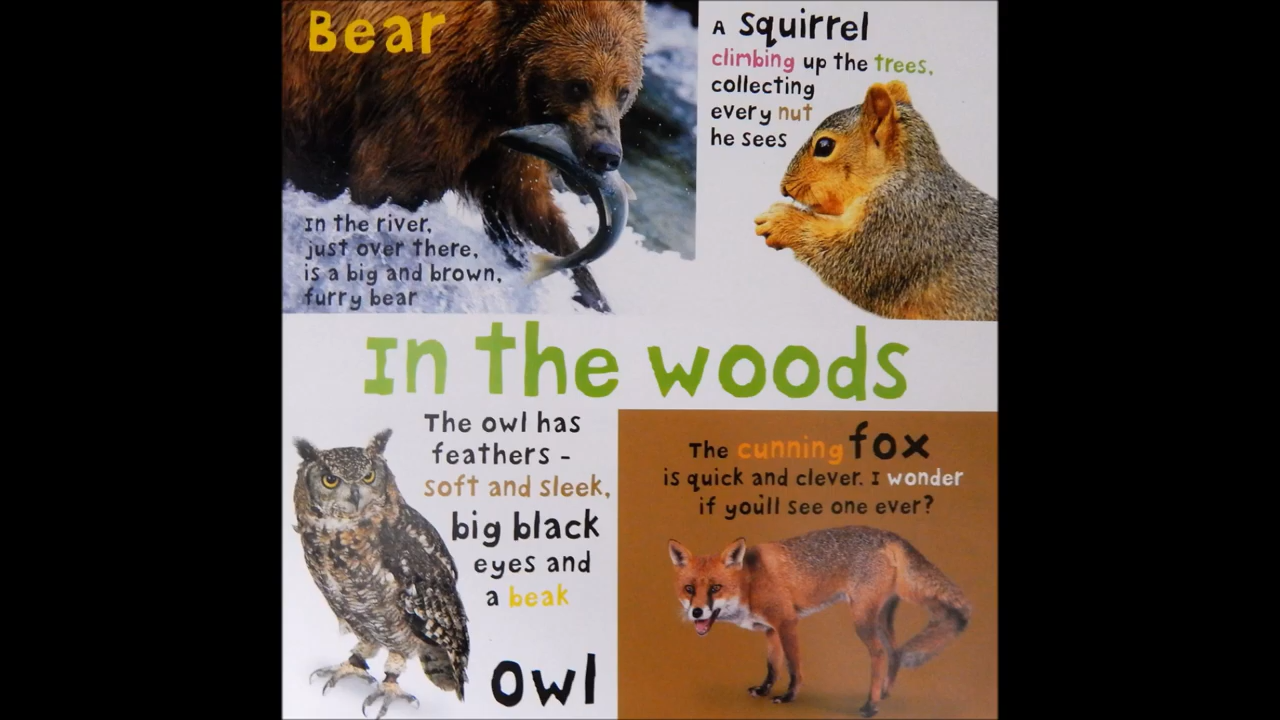 Bear
In the river,
just over there,
is a big and brown,
furry bear
A squirrel
climbing up the trees,
collecting
every nut
he sees
In the woods
The owl has
feathers -
soft and sleek,
big black
eyes and
a beak
Owl
The cunning fox
is quick and clever. I wonder
if you'll see one ever?